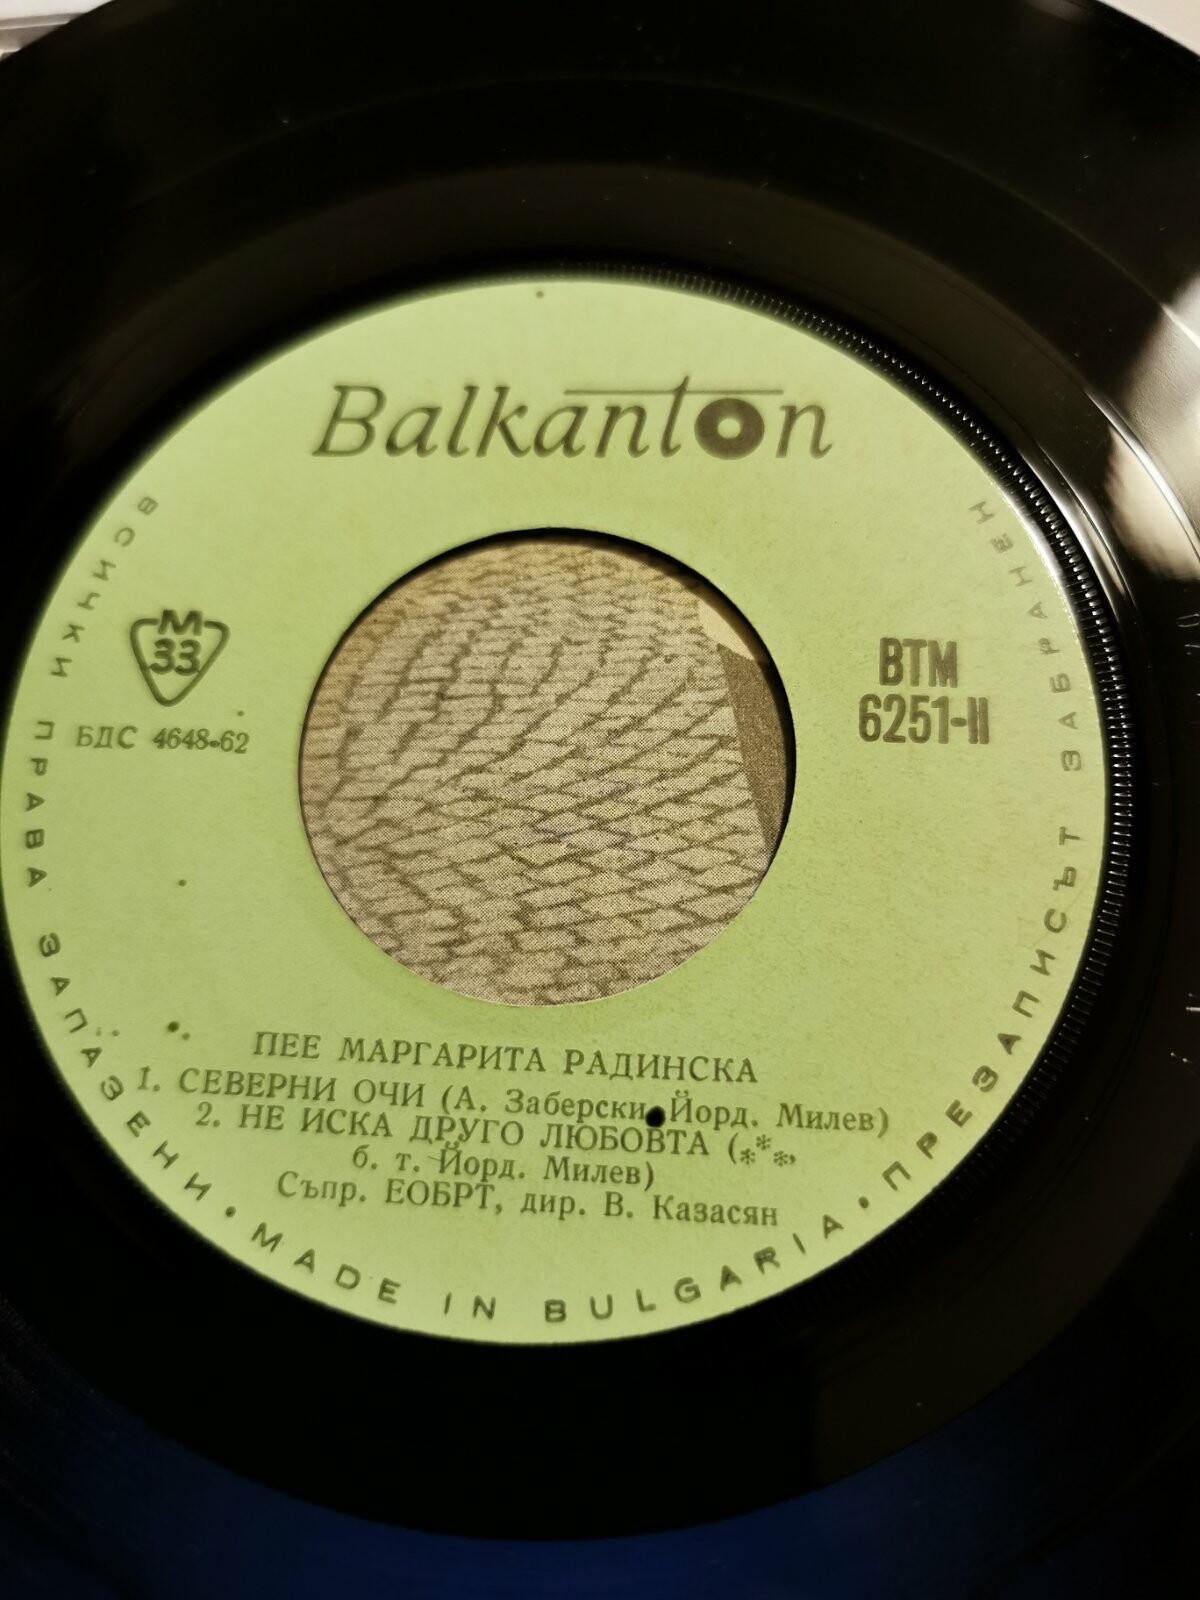 Balkanton
M
33
БДС 4648-62
ВТМ
6251-II
ПЕЕ МАРГАРИТА РАДИНСКА
1. СЕВЕРНИ ОЧИ (А. Заберски, Йорд. Милев)
2. НЕ ИСКА ДРУГО ЛЮБОВТА (***,
б. т. Йорд. Милев)
Съпр. ЕОБРТ, дир. В. Казасян
ВСИЧКИ ПРАВА ЗАПАЗЕНИ • MADE IN BULGARIA • ПРЕЗАПИСЪТ ЗАБРАНЕН